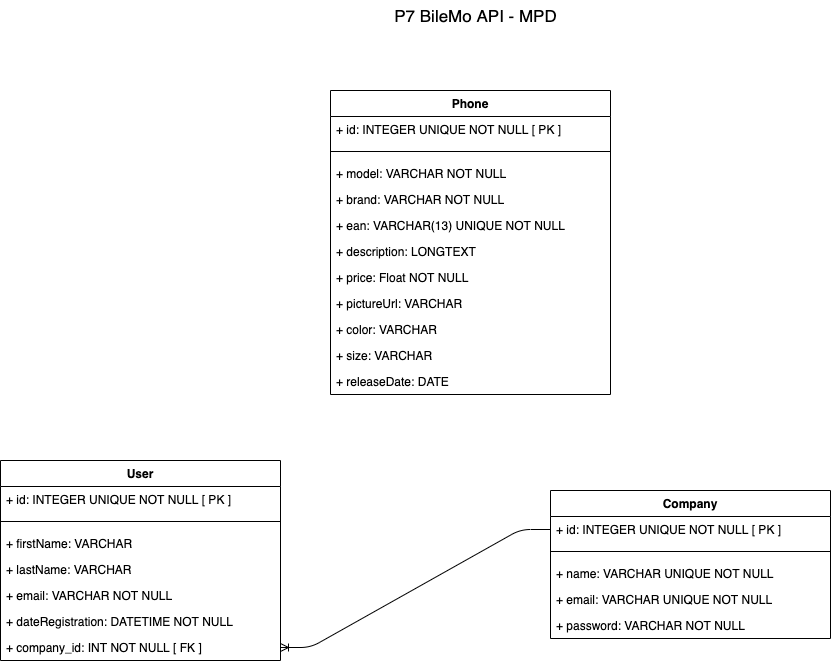 P7 BileMo API - MPD
Phone
+ id: INTEGER UNIQUE NOT NULL [ PK ]
+ model: VARCHAR NOT NULL
+ brand: VARCHAR NOT NULL
+ ean: VARCHAR(13) UNIQUE NOT NULL
+ description: LONGTEXT
+ price: Float NOT NULL
+ pictureUrl: VARCHAR
+ color: VARCHAR
+ size: VARCHAR
+ releaseDate: DATE
User
+ id: INTEGER UNIQUE NOT NULL [ PK ]
+ firstName: VARCHAR
+ lastName: VARCHAR
+ email: VARCHAR NOT NULL
+ dateRegistration: DATETIME NOT NULL
+ company_id: INT NOT NULL [ FK ]
Company
+ id: INTEGER UNIQUE NOT NULL [ PK ]
+ name: VARCHAR UNIQUE NOT NULL
+ email: VARCHAR UNIQUE NOT NULL
+ password: VARCHAR NOT NULL